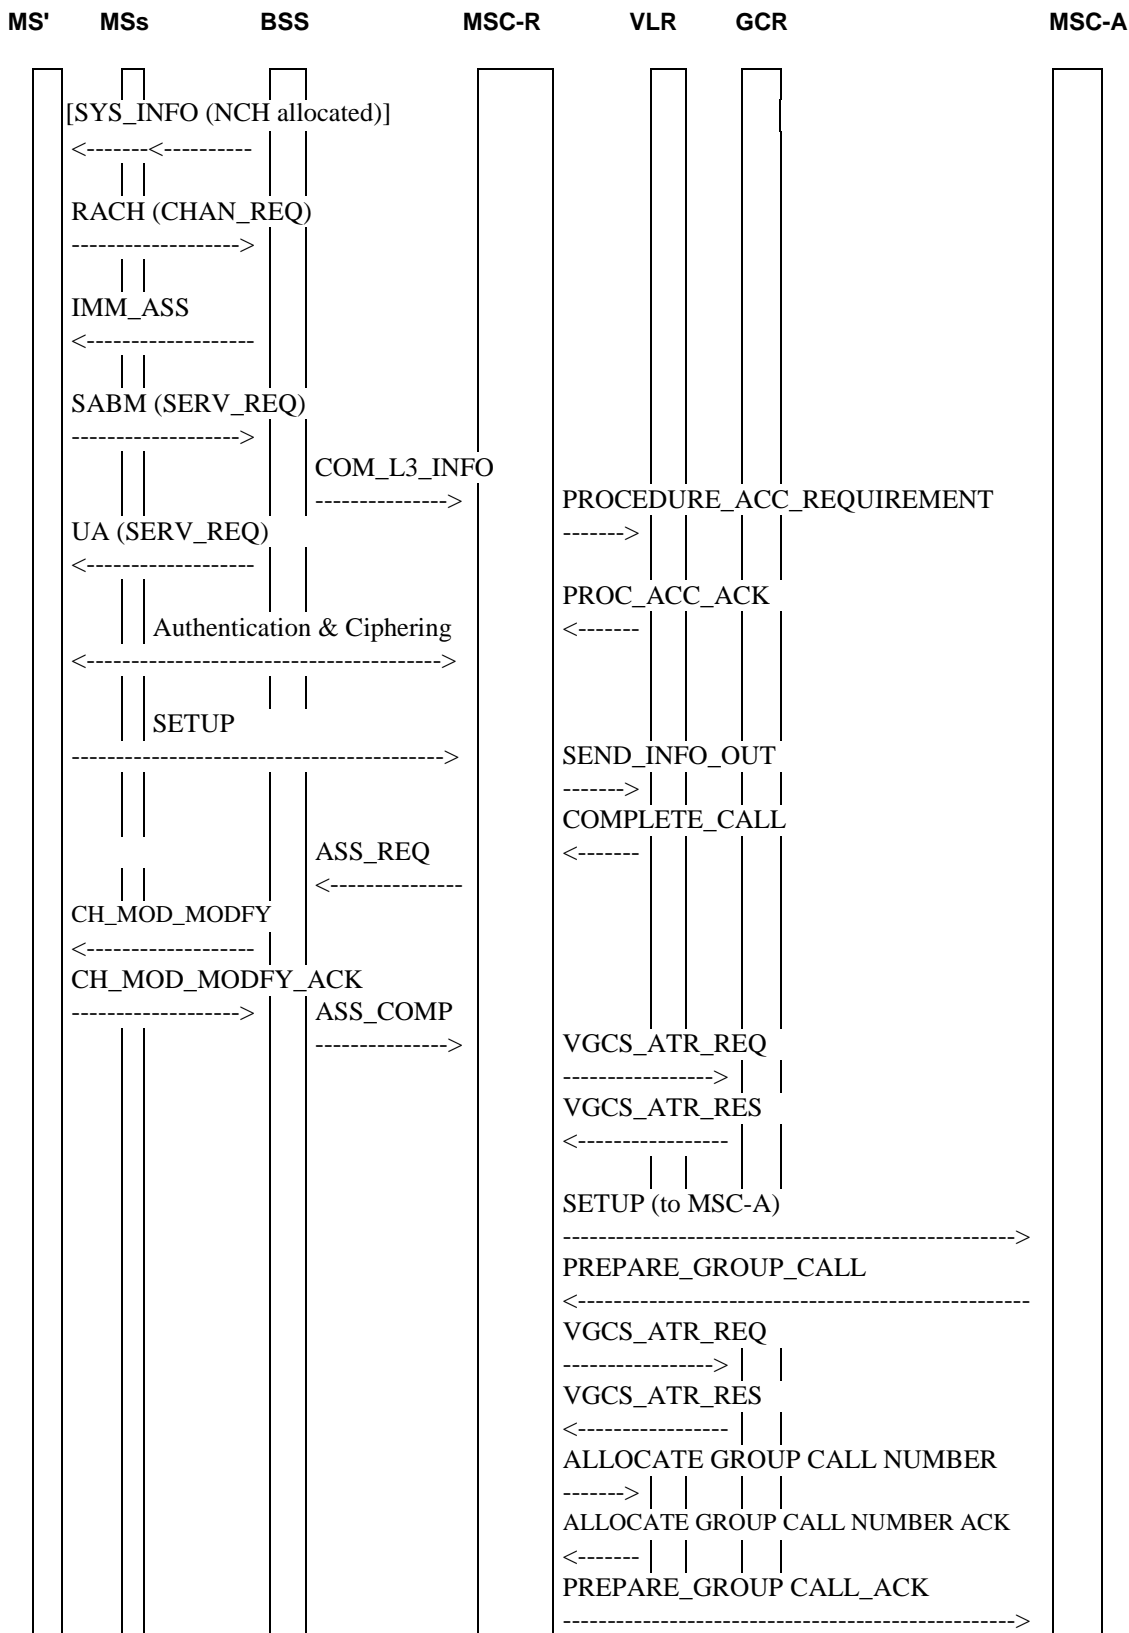 MS' MSs BSS MSC-R VLR GCR MSC-A
[SYS_INFO (NCH allocated)]
<-------<----------
RACH (CHAN_REQ)
------------------->
IMM_ASS
<-------------------
SABM (SERV_REQ)
------------------->
COM_L3_INFO
---------------> PROCEDURE_ACC_REQUIREMENT
UA (SERV_REQ) ------->
<-------------------
PROC_ACC_ACK
Authentication & Ciphering <-------
<---------------------------------------->
SETUP
------------------------------------------> SEND_INFO_OUT
------->
COMPLETE_CALL
ASS_REQ <-------
<---------------
CH_MOD_MODFY
<-------------------
CH_MOD_MODFY_ACK
-------------------> ASS_COMP
---------------> VGCS_ATR_REQ
----------------->
VGCS_ATR_RES
<-----------------
SETUP (to MSC-A)
--------------------------------------------------->
PREPARE_GROUP_CALL
<---------------------------------------------------
VGCS_ATR_REQ
----------------->
VGCS_ATR_RES
<-----------------
ALLOCATE GROUP CALL NUMBER
------->
ALLOCATE GROUP CALL NUMBER ACK
<-------
PREPARE_GROUP CALL_ACK
--------------------------------------------------->